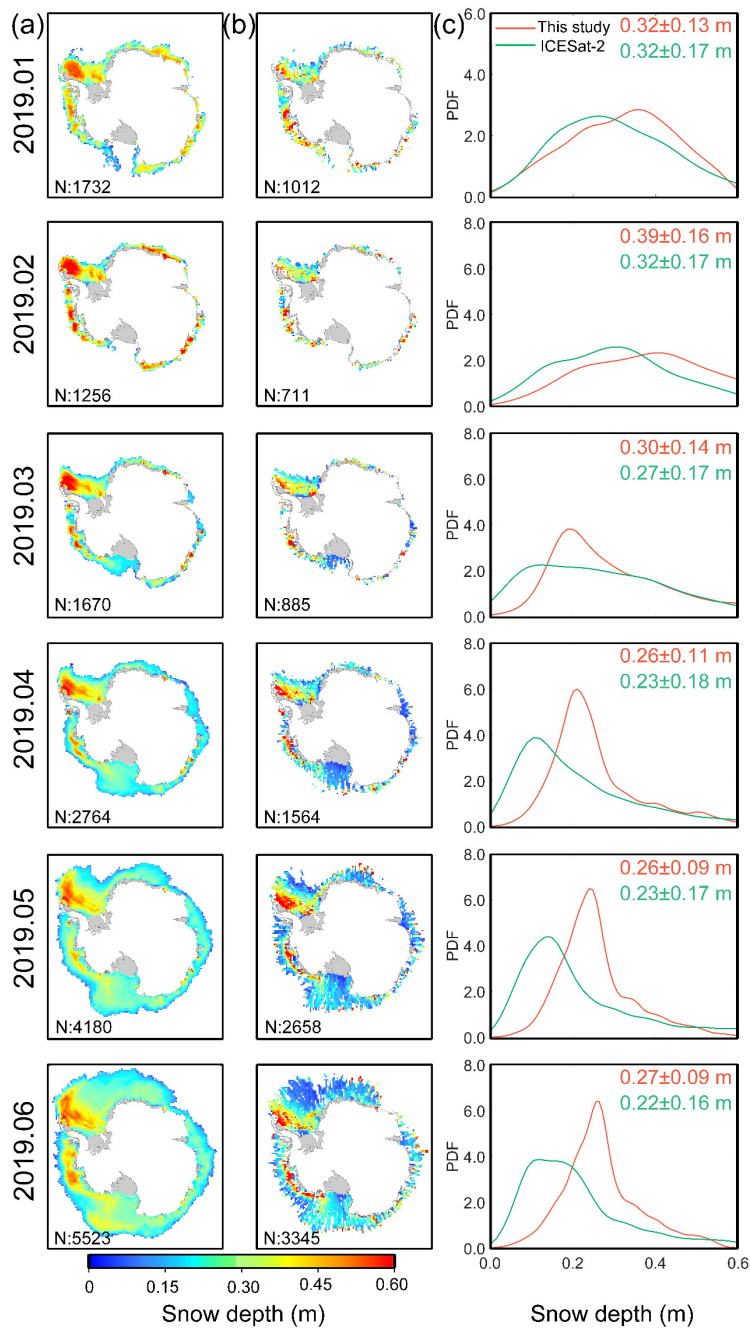 (a)
(b)
(c)
2019.01
N:1732
N:1012
This study
ICESat-2
0.32±0.13 m
0.32±0.17 m
PDF
6.0
4.0
2.0
0.0
2019.02
N:1256
N:711
0.39±0.16 m
0.32±0.17 m
PDF
8.0
6.0
4.0
2.0
0.0
2019.03
N:1670
N:885
0.30±0.14 m
0.27±0.17 m
PDF
8.0
6.0
4.0
2.0
0.0
2019.04
N:2764
N:1564
0.26±0.11 m
0.23±0.18 m
PDF
8.0
6.0
4.0
2.0
0.0
2019.05
N:4180
N:2658
0.26±0.09 m
0.23±0.17 m
PDF
8.0
6.0
4.0
2.0
0.0
2019.06
N:5523
N:3345
0.27±0.09 m
0.22±0.16 m
PDF
8.0
6.0
4.0
2.0
0.0
0.0 0.2 0.4 0.6
0 0.15 0.30 0.45 0.60
Snow depth (m)
Snow depth (m)